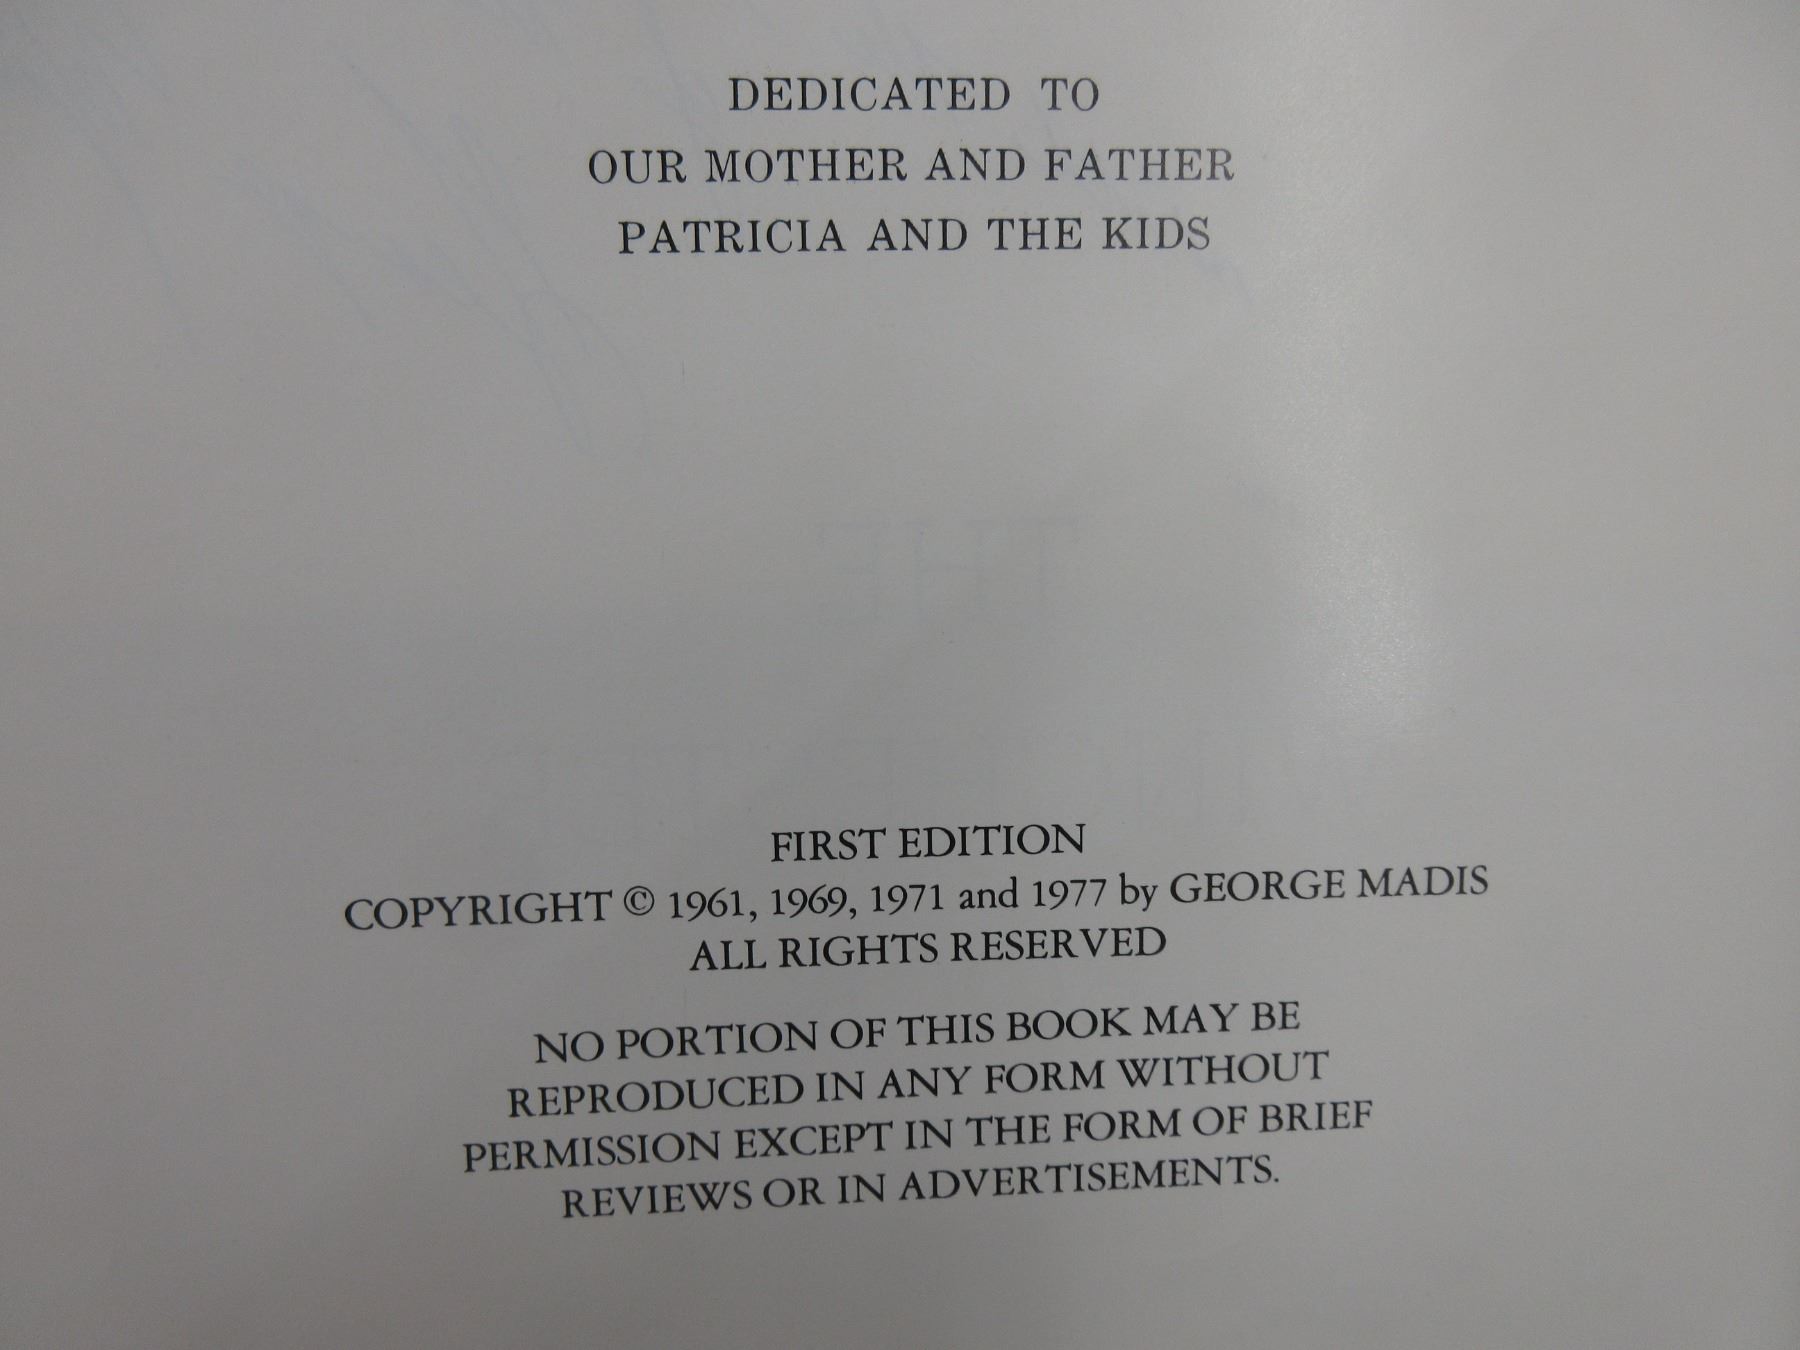 DEDICATED TO
OUR MOTHER AND FATHER
PATRICIA AND THE KIDS
THE
FIRST EDITION
COPYRIGHT © 1961, 1969, 1971 and 1977 by GEORGE MADIS
ALL RIGHTS RESERVED
NO PORTION OF THIS BOOK MAY BE
REPRODUCED IN ANY FORM WITHOUT
PERMISSION EXCEPT IN THE FORM OF BRIEF
REVIEWS OR IN ADVERTISEMENTS.